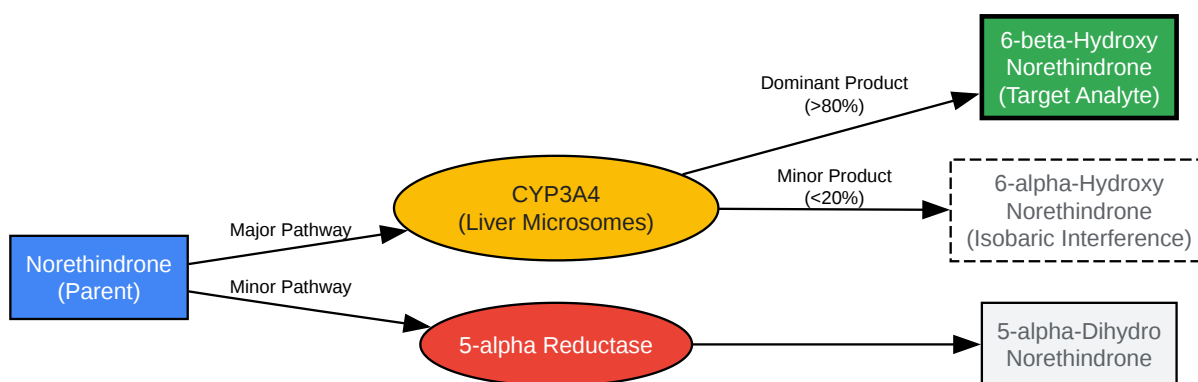 Norethindrone
(Parent)
Major Pathway
Minor Pathway
CYP3A4
(Liver Microsomes)
5-alpha Reductase
Dominant Product
(>80%)
Minor Product
(<20%)
6-beta-Hydroxy
Norethindrone
(Target Analyte)
6-alpha-Hydroxy
Norethindrone
(Isobaric Interference)
5-alpha-Dihydro
Norethindrone